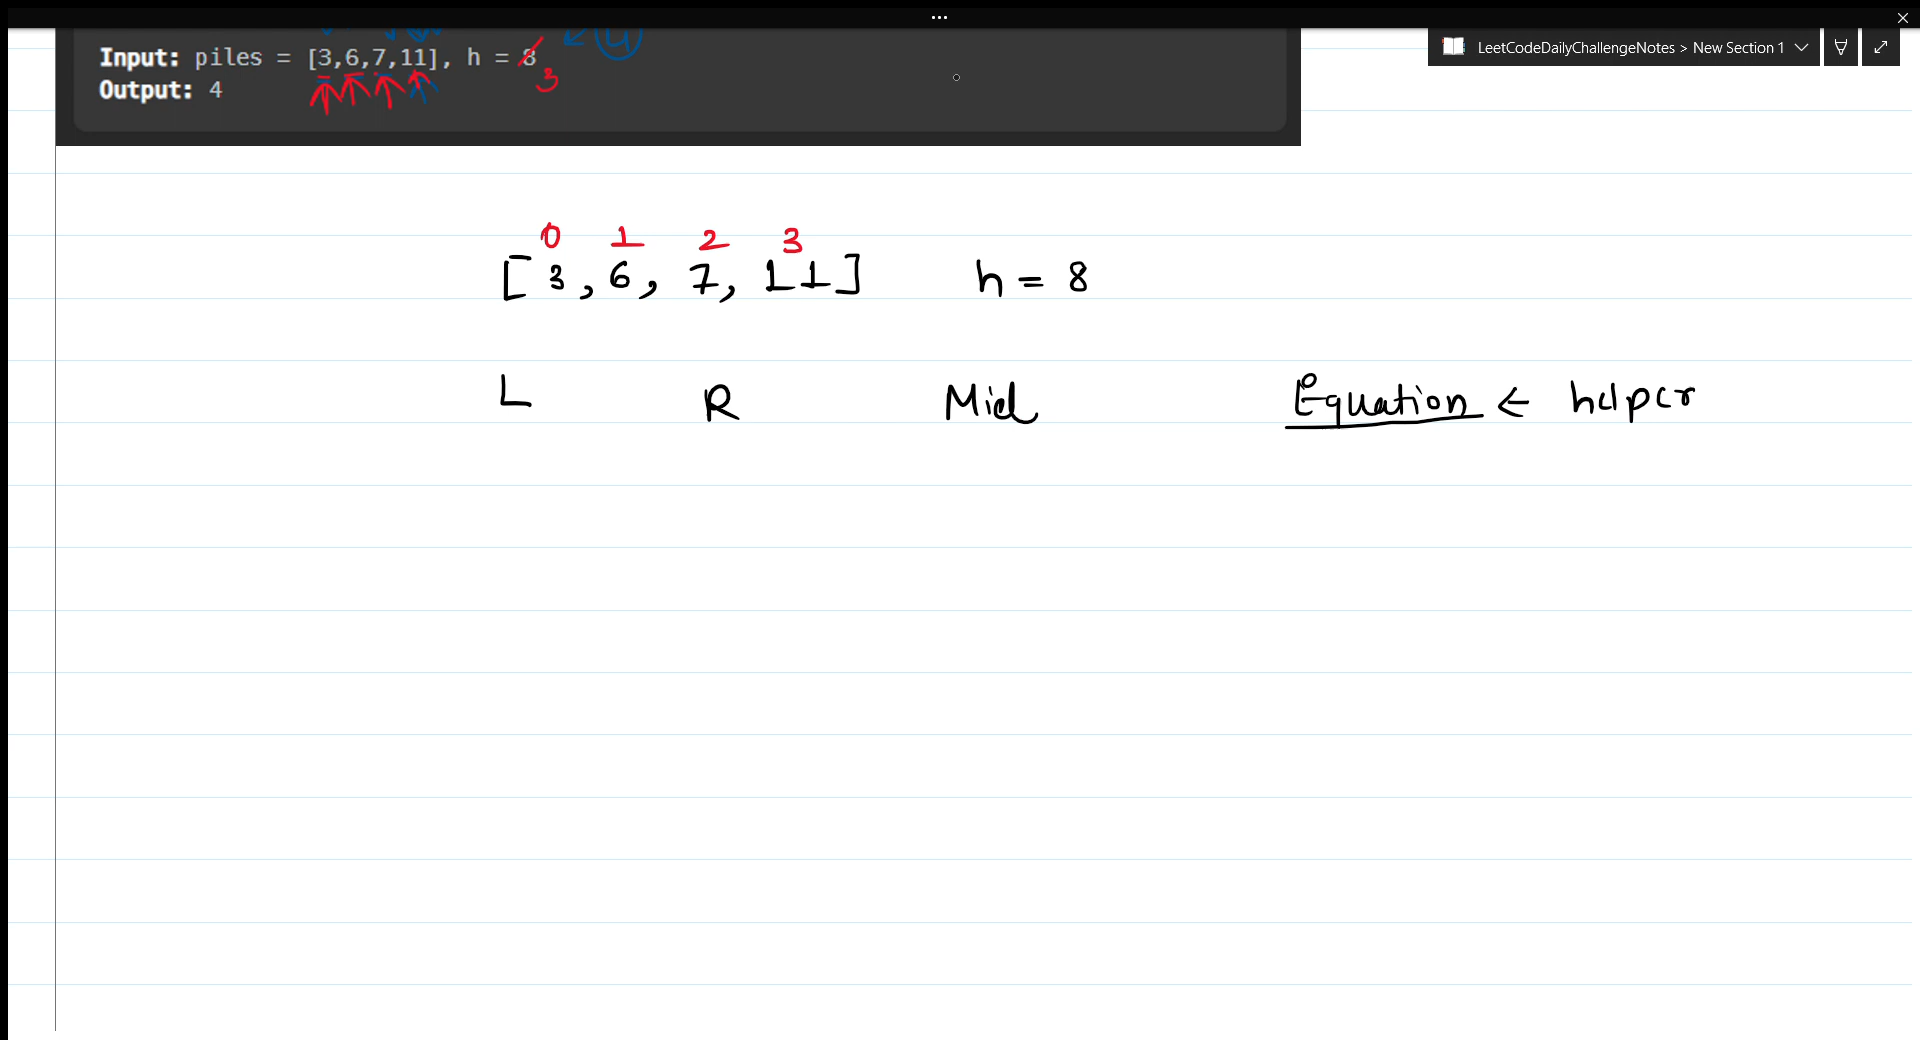 ...
LeetCodeDailyChallengeNotes > New Section 1
Input: piles = [3,6,7,11], h = 8 4
3
Output: 4
0 1 2 3
[3, 6, 7, 11] h = 8
L R Mid Equation ← helper